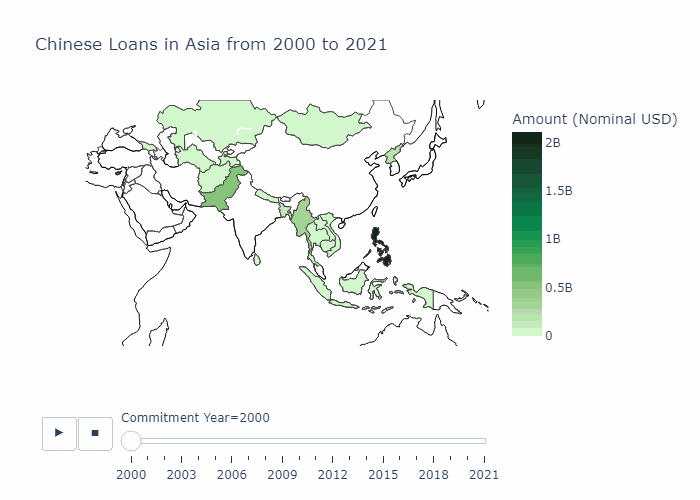 Chinese Loans in Asia from 2000 to 2021
Amount (Nominal USD)
2B
1.5B
1B
0.5B
0
Commitment Year=2000
2000 2003 2006 2009 2012 2015 2018 2021